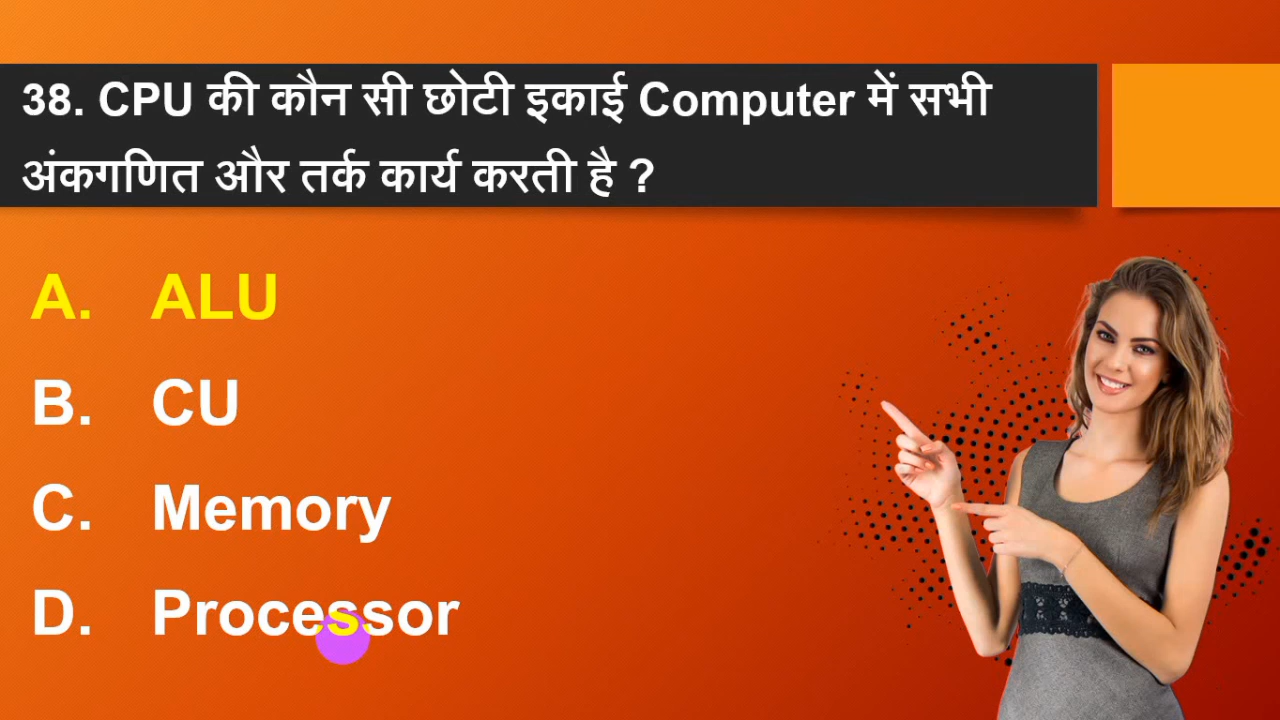 38. CPU की कौन सी छोटी इकाई Computer में सभी
अंकगणित और तर्क कार्य करती है ?
A. ALU
B. CU
C. Memory
D. Processor